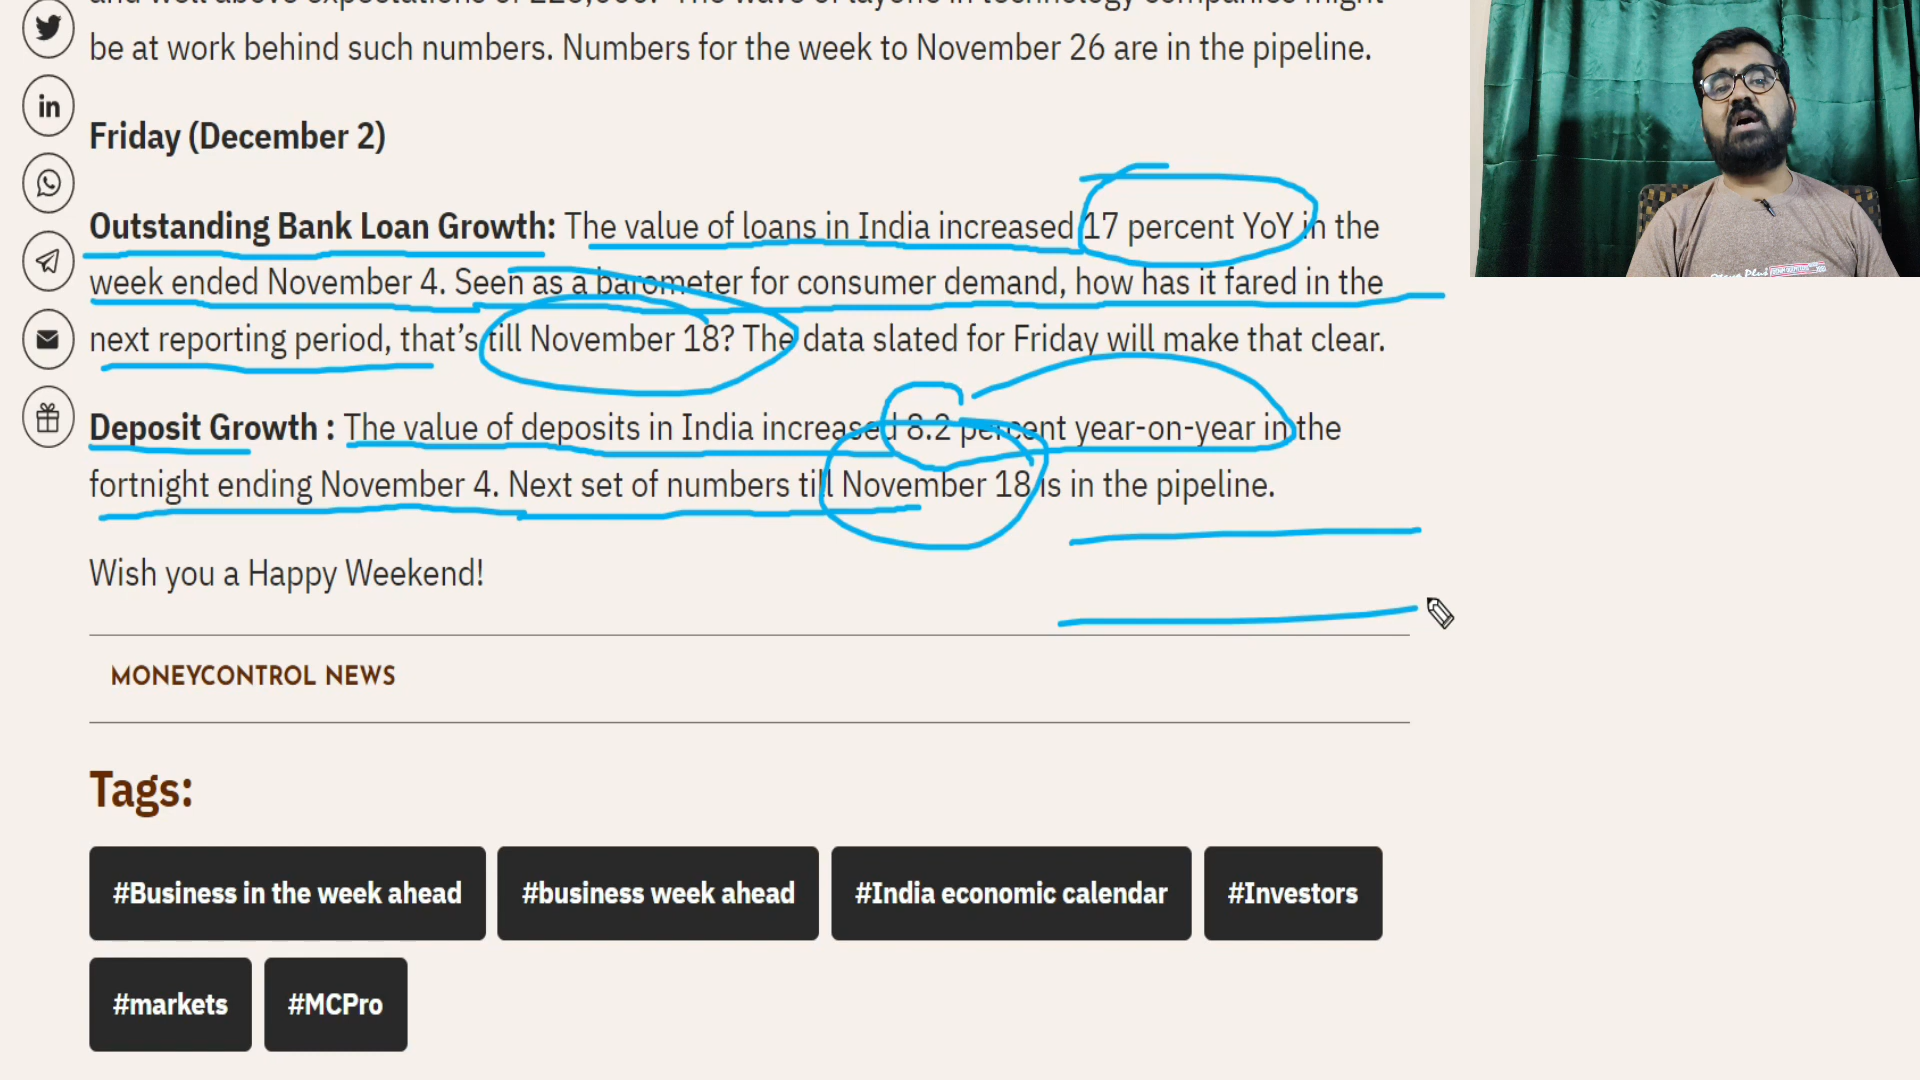 be at work behind such numbers. Numbers for the week to November 26 are in the pipeline.
Friday (December 2)
Outstanding Bank Loan Growth: The value of loans in India increased 17 percent YoY in the
week ended November 4. Seen as a barometer for consumer demand, how has it fared in the
next reporting period, that's till November 18? The data slated for Friday will make that clear.
Deposit Growth : The value of deposits in India increased 8.2 percent year-on-year in the
fortnight ending November 4. Next set of numbers till November 18 is in the pipeline.
Wish you a Happy Weekend!
MONEYCONTROL NEWS
Tags:
#Business in the week ahead
#business week ahead
#India economic calendar
#Investors
#markets
#MCPro